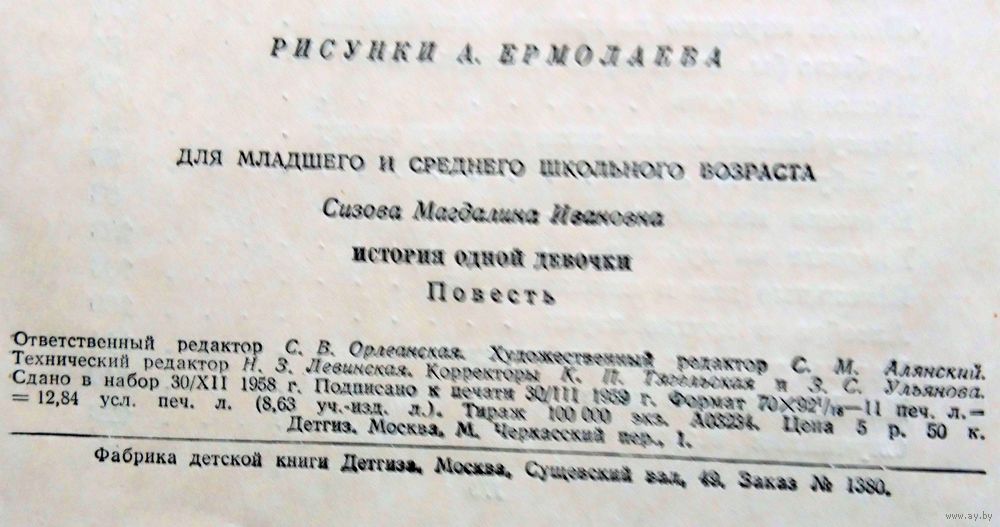 РИСУНКИ А. ЕРМОЛАЕВА
ДЛЯ МЛАДШЕГО И СРЕДНЕГО ШКОЛЬНОГО ВОЗРАСТА
Сизова Магдалина Ивановна
ИСТОРИЯ ОДНОЙ ДЕВОЧКИ
Повесть
Ответственный редактор С. В. Орлеанская. Художественный редактор С. М. Алянский.
Технический редактор Н. З. Левинская. Корректоры К. П. Тягельская и З. С. Ульянова.
Сдано в набор 30/XII 1958 г. Подписано к печати 30/III 1959 г. Формат 70×92¹/₁₆—11 печ. л.=
=12,84 усл. печ. л. (8,63 уч.-изд. л.). Тираж 100 000 экз. А03234. Цена 5 р. 50 к.
Детгиз. Москва, М. Черкасский пер., 1.
Фабрика детской книги Детгиза. Москва, Сущевский вал, 49. Заказ № 1380.
www.ay.by